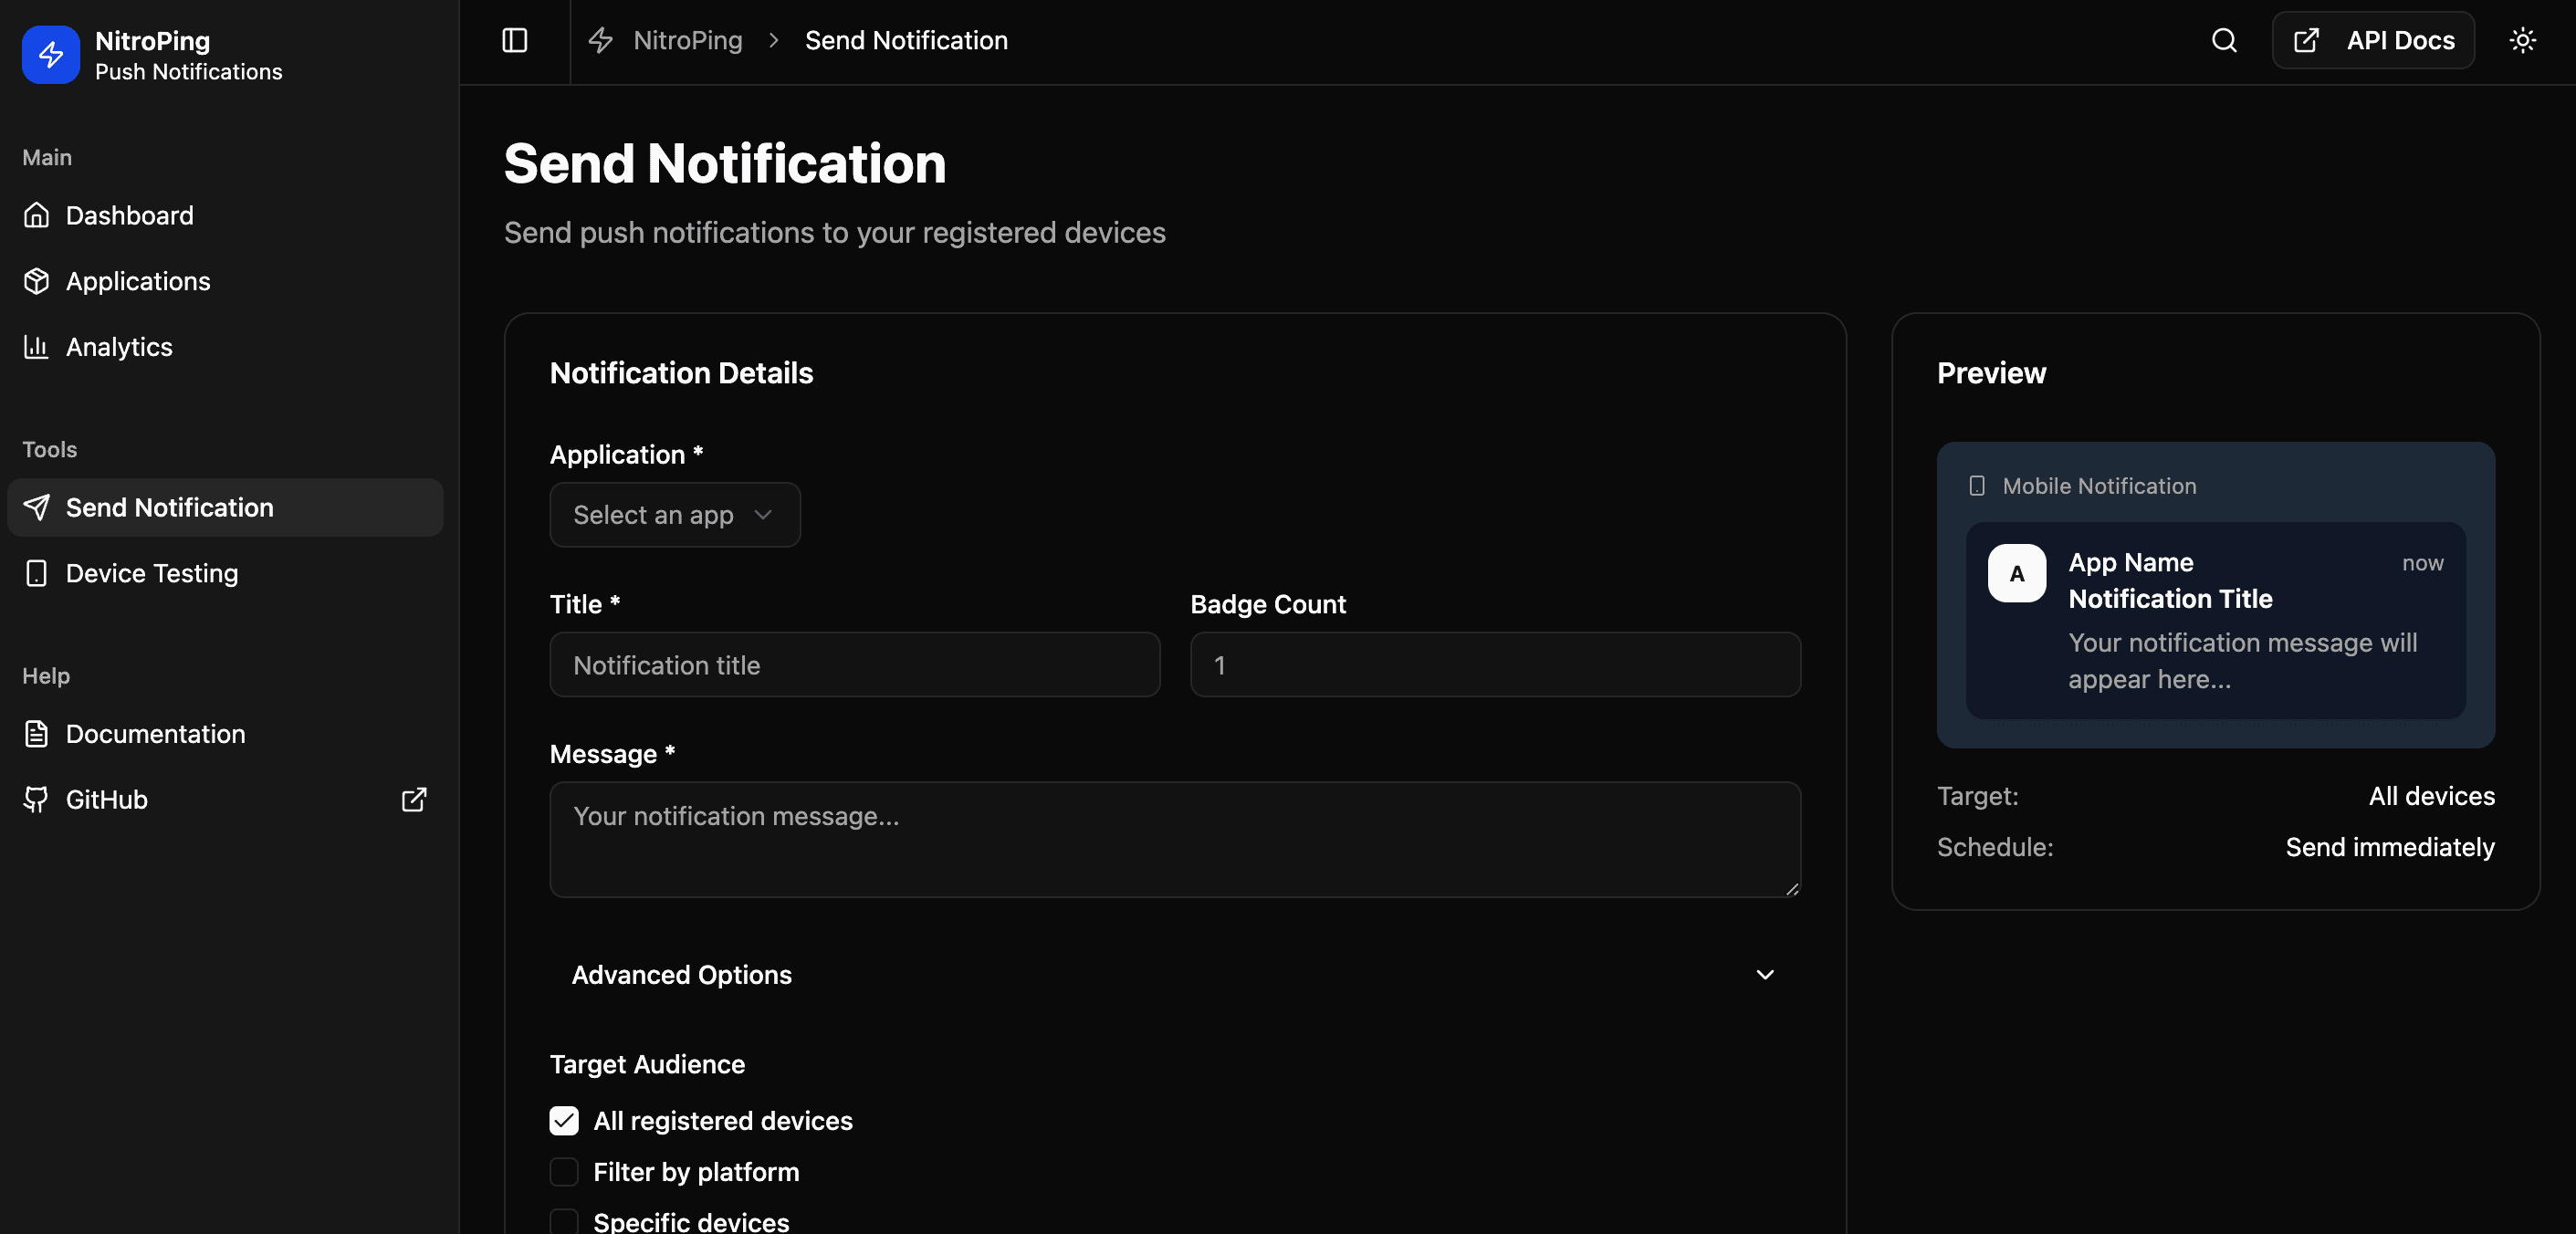 NitroPing
Push Notifications
Main
Dashboard
Applications
Analytics
Tools
Send Notification
Device Testing
Help
Documentation
GitHub
NitroPing > Send Notification
API Docs
Send Notification
Send push notifications to your registered devices
Notification Details
Application *
Select an app
Title *
Notification title
Badge Count
1
Message *
Your notification message...
Advanced Options
Target Audience
All registered devices
Filter by platform
Specific devices
Preview
Mobile Notification
A
App Name
now
Notification Title
Your notification message will
appear here...
Target: All devices
Schedule: Send immediately